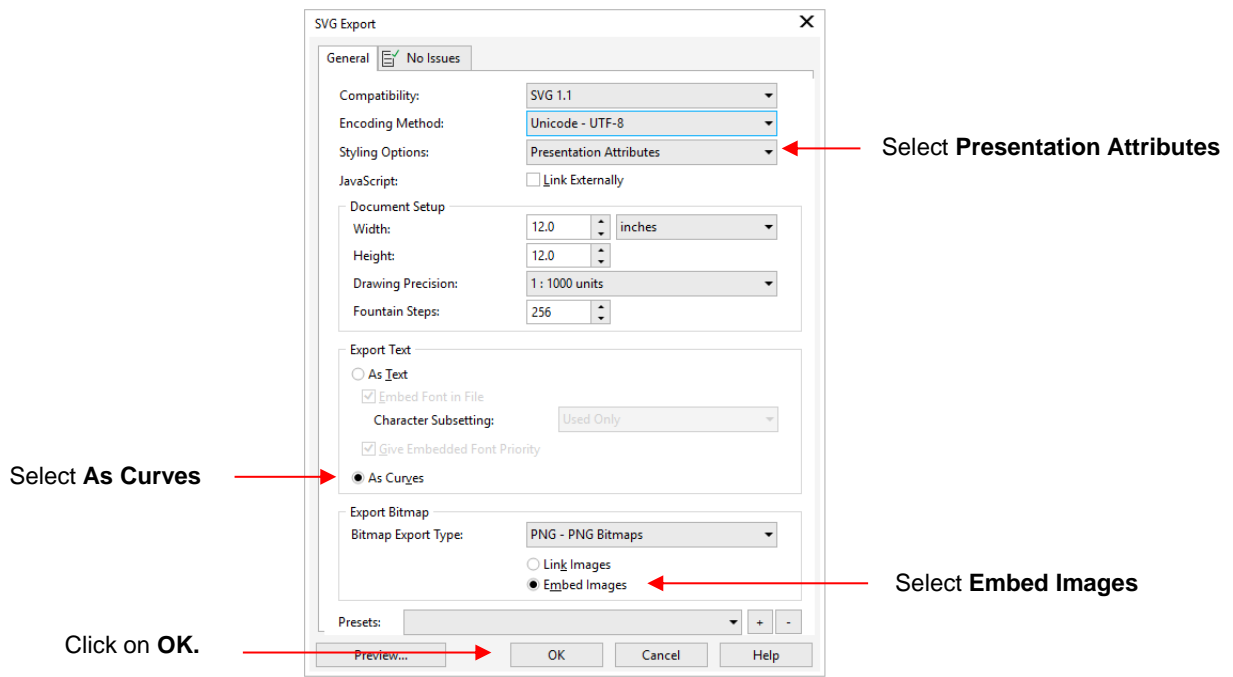 SVG Export
General
No Issues
Compatibility: SVG 1.1
Encoding Method: Unicode - UTF-8
Styling Options: Presentation Attributes
Select Presentation Attributes
JavaScript: Link Externally
Document Setup
Width: 12.0 inches
Height: 12.0
Drawing Precision: 1 : 1000 units
Fountain Steps: 256
Export Text
As Text
Embed Font in File
Character Subsetting: Used Only
Give Embedded Font Priority
Select As Curves
As Curves
Export Bitmap
Bitmap Export Type: PNG - PNG Bitmaps
Link Images
Embed Images
Select Embed Images
Presets: + -
Click on OK.
Preview... OK Cancel Help